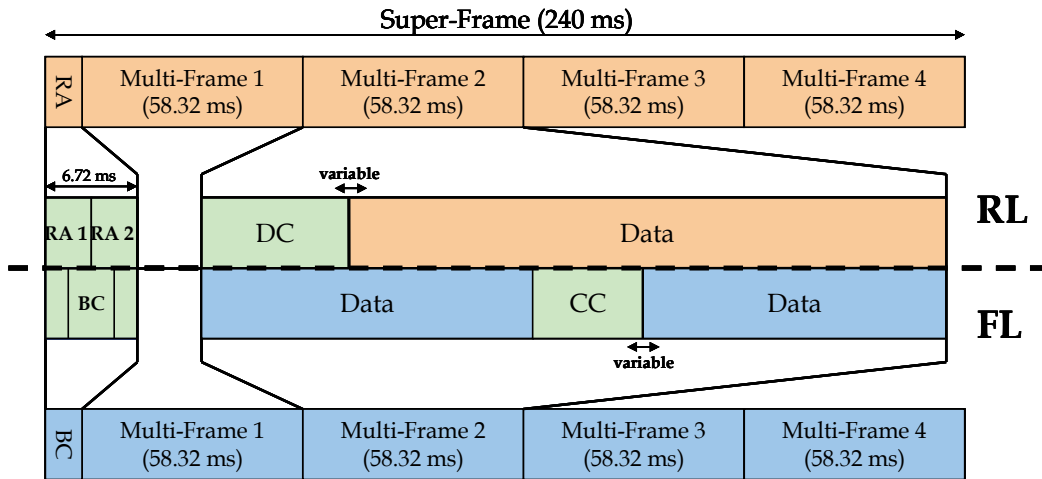 Super-Frame (240 ms)
RA
Multi-Frame 1
(58.32 ms)
Multi-Frame 2
(58.32 ms)
Multi-Frame 3
(58.32 ms)
Multi-Frame 4
(58.32 ms)
6.72 ms
variable
RA 1
RA 2
DC
Data
RL
BC
Data
CC
Data
FL
variable
BC
Multi-Frame 1
(58.32 ms)
Multi-Frame 2
(58.32 ms)
Multi-Frame 3
(58.32 ms)
Multi-Frame 4
(58.32 ms)